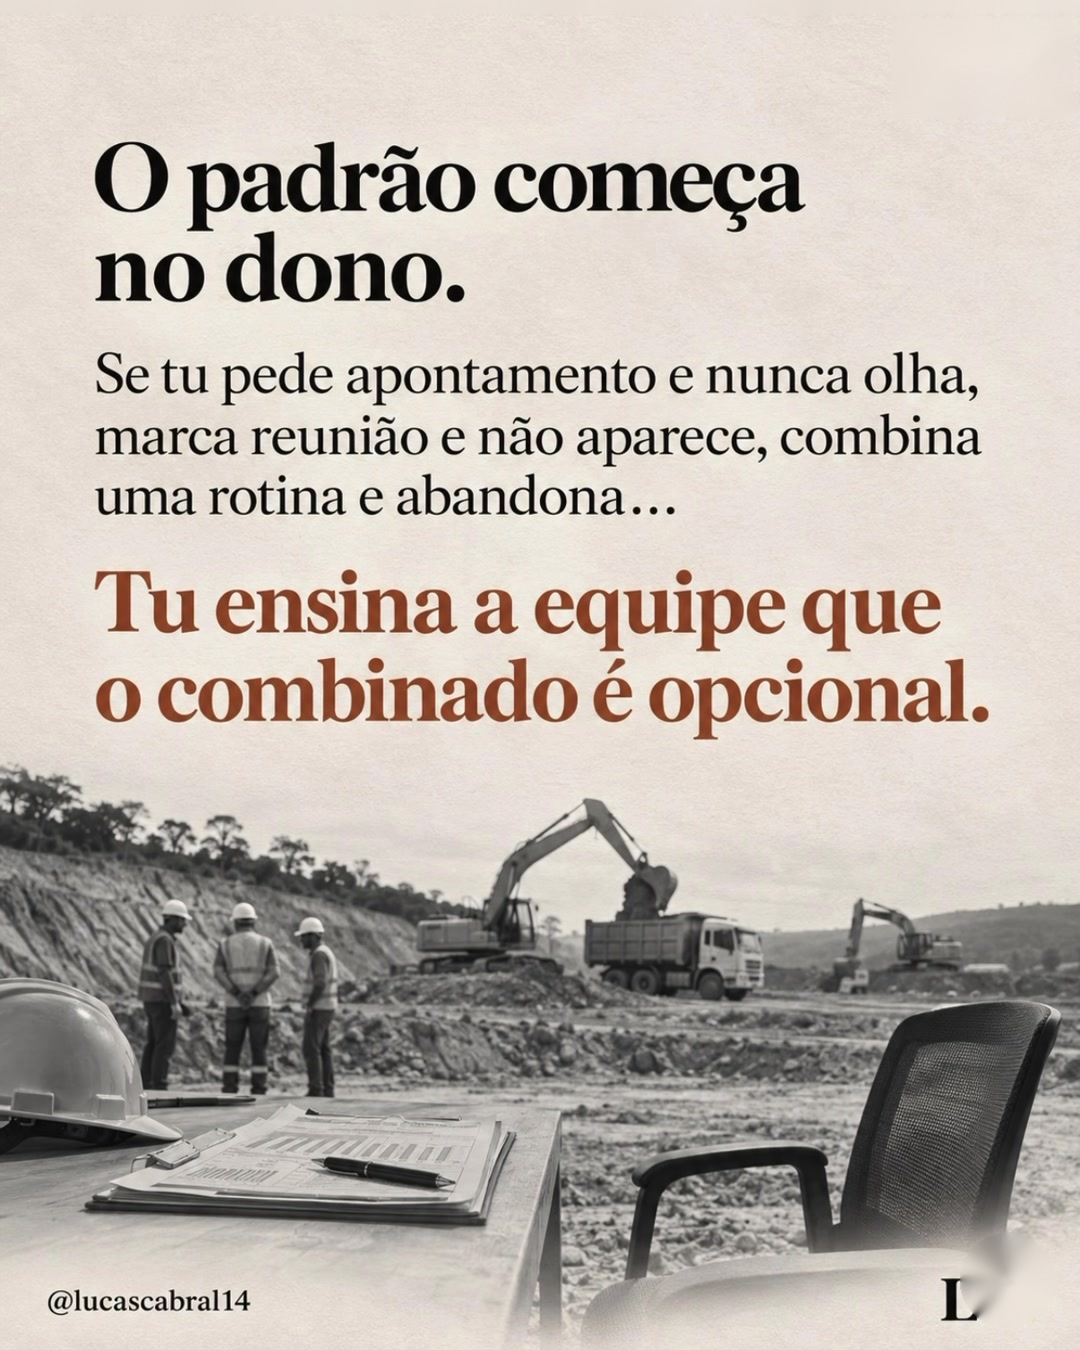 O padrão começa
no dono.
Se tu pede apontamento e nunca olha,
marca reunião e não aparece, combina
uma rotina e abandona...
Tu ensina a equipe que
o combinado é opcional.
@lucascabral14
L